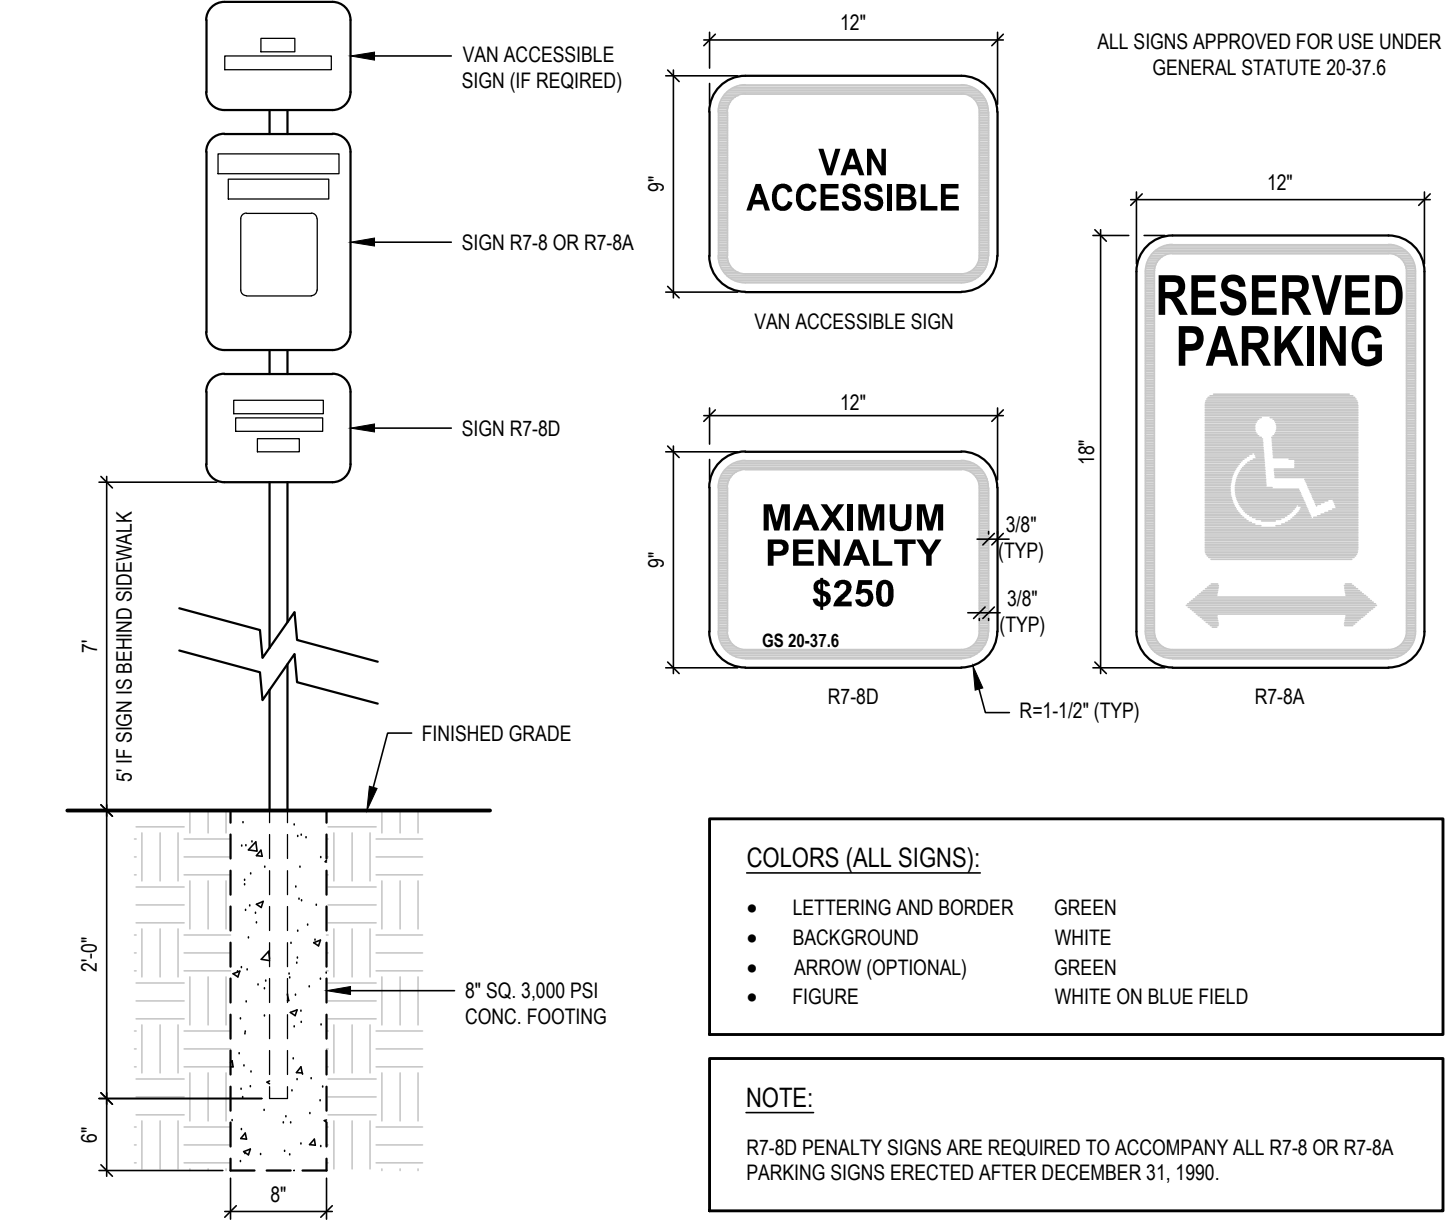 VAN ACCESSIBLE
SIGN (IF REQIRED)
SIGN R7-8 OR R7-8A
SIGN R7-8D
7'
5' IF SIGN IS BEHIND SIDEWALK
FINISHED GRADE
2'-0"
8" SQ. 3,000 PSI
CONC. FOOTING
6"
8"
12"
9"
VAN
ACCESSIBLE
VAN ACCESSIBLE SIGN
12"
9"
MAXIMUM
PENALTY
$250
GS 20-37.6
3/8"
(TYP)
3/8"
(TYP)
R7-8D
R=1-1/2" (TYP)
ALL SIGNS APPROVED FOR USE UNDER
GENERAL STATUTE 20-37.6
12"
18"
RESERVED
PARKING
R7-8A
COLORS (ALL SIGNS):
• LETTERING AND BORDER GREEN
• BACKGROUND WHITE
• ARROW (OPTIONAL) GREEN
• FIGURE WHITE ON BLUE FIELD
NOTE:
R7-8D PENALTY SIGNS ARE REQUIRED TO ACCOMPANY ALL R7-8 OR R7-8A
PARKING SIGNS ERECTED AFTER DECEMBER 31, 1990.